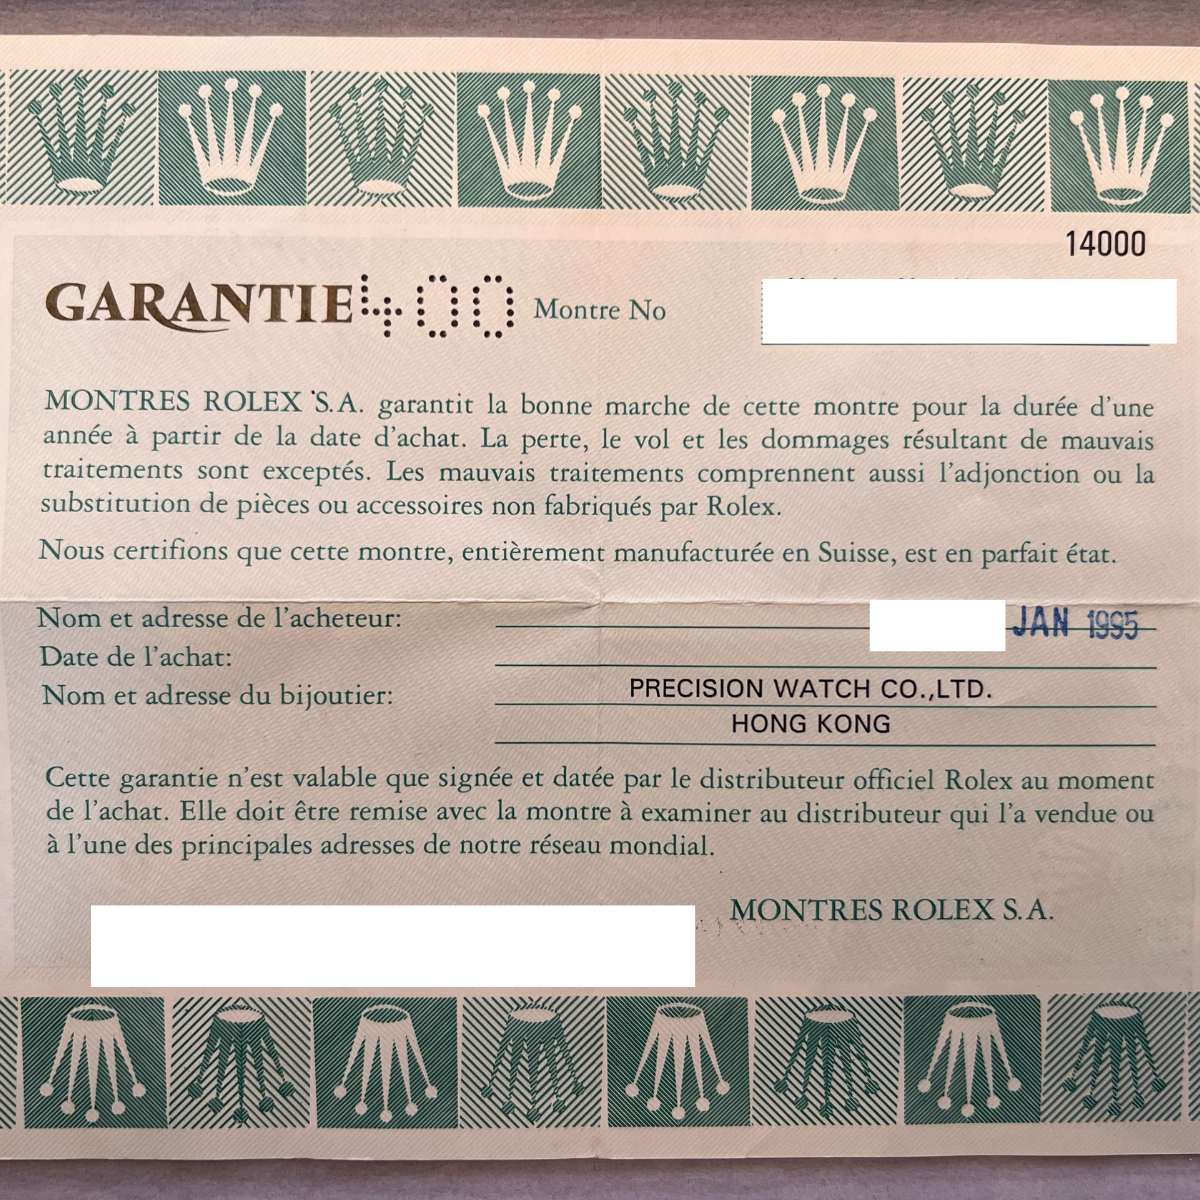 14000
GARANTIE 400 Montre No
MONTRES ROLEX S.A. garantit la bonne marche de cette montre pour la durée d'une
année à partir de la date d'achat. La perte, le vol et les dommages résultant de mauvais
traitements sont exceptés. Les mauvais traitements comprennent aussi l'adjonction ou la
substitution de pièces ou accessoires non fabriqués par Rolex.
Nous certifions que cette montre, entièrement manufacturée en Suisse, est en parfait état.
Nom et adresse de l'acheteur: JAN 1995
Date de l'achat:
Nom et adresse du bijoutier: PRECISION WATCH CO.,LTD.
HONG KONG
Cette garantie n'est valable que signée et datée par le distributeur officiel Rolex au moment
de l'achat. Elle doit être remise avec la montre à examiner au distributeur qui l'a vendue ou
à l'une des principales adresses de notre réseau mondial.
MONTRES ROLEX S.A.